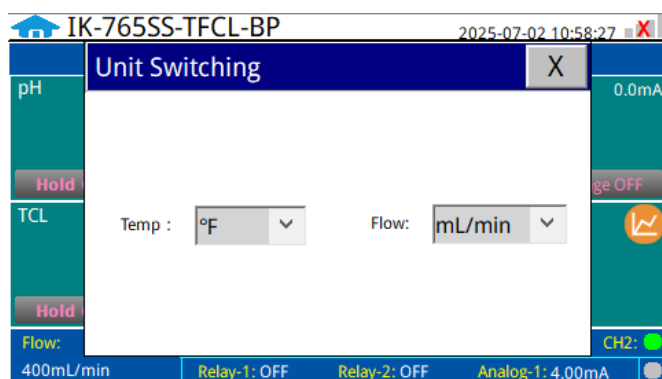 IK-765SS-TFCL-BP
2025-07-02 10:58:27
X
Unit Switching
X
pH
0.0mA
Hold
ge OFF
TCL
Temp :
°F
Flow:
mL/min
Hold
Flow:
CH2:
400mL/min
Relay-1: OFF
Relay-2: OFF
Analog-1: 4.00mA